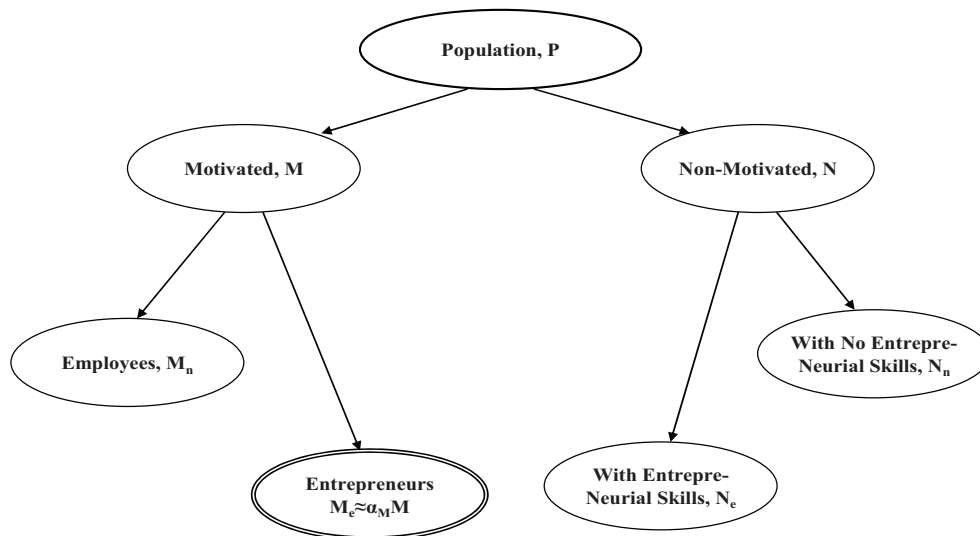 Population, P
Motivated, M
Non-Motivated, N
Employees, Mₙ
With No Entrepre-
Neurial Skills, Nₙ
Entrepreneurs
Mₑ≈α_M M
With Entrepre-
Neurial Skills, Nₑ